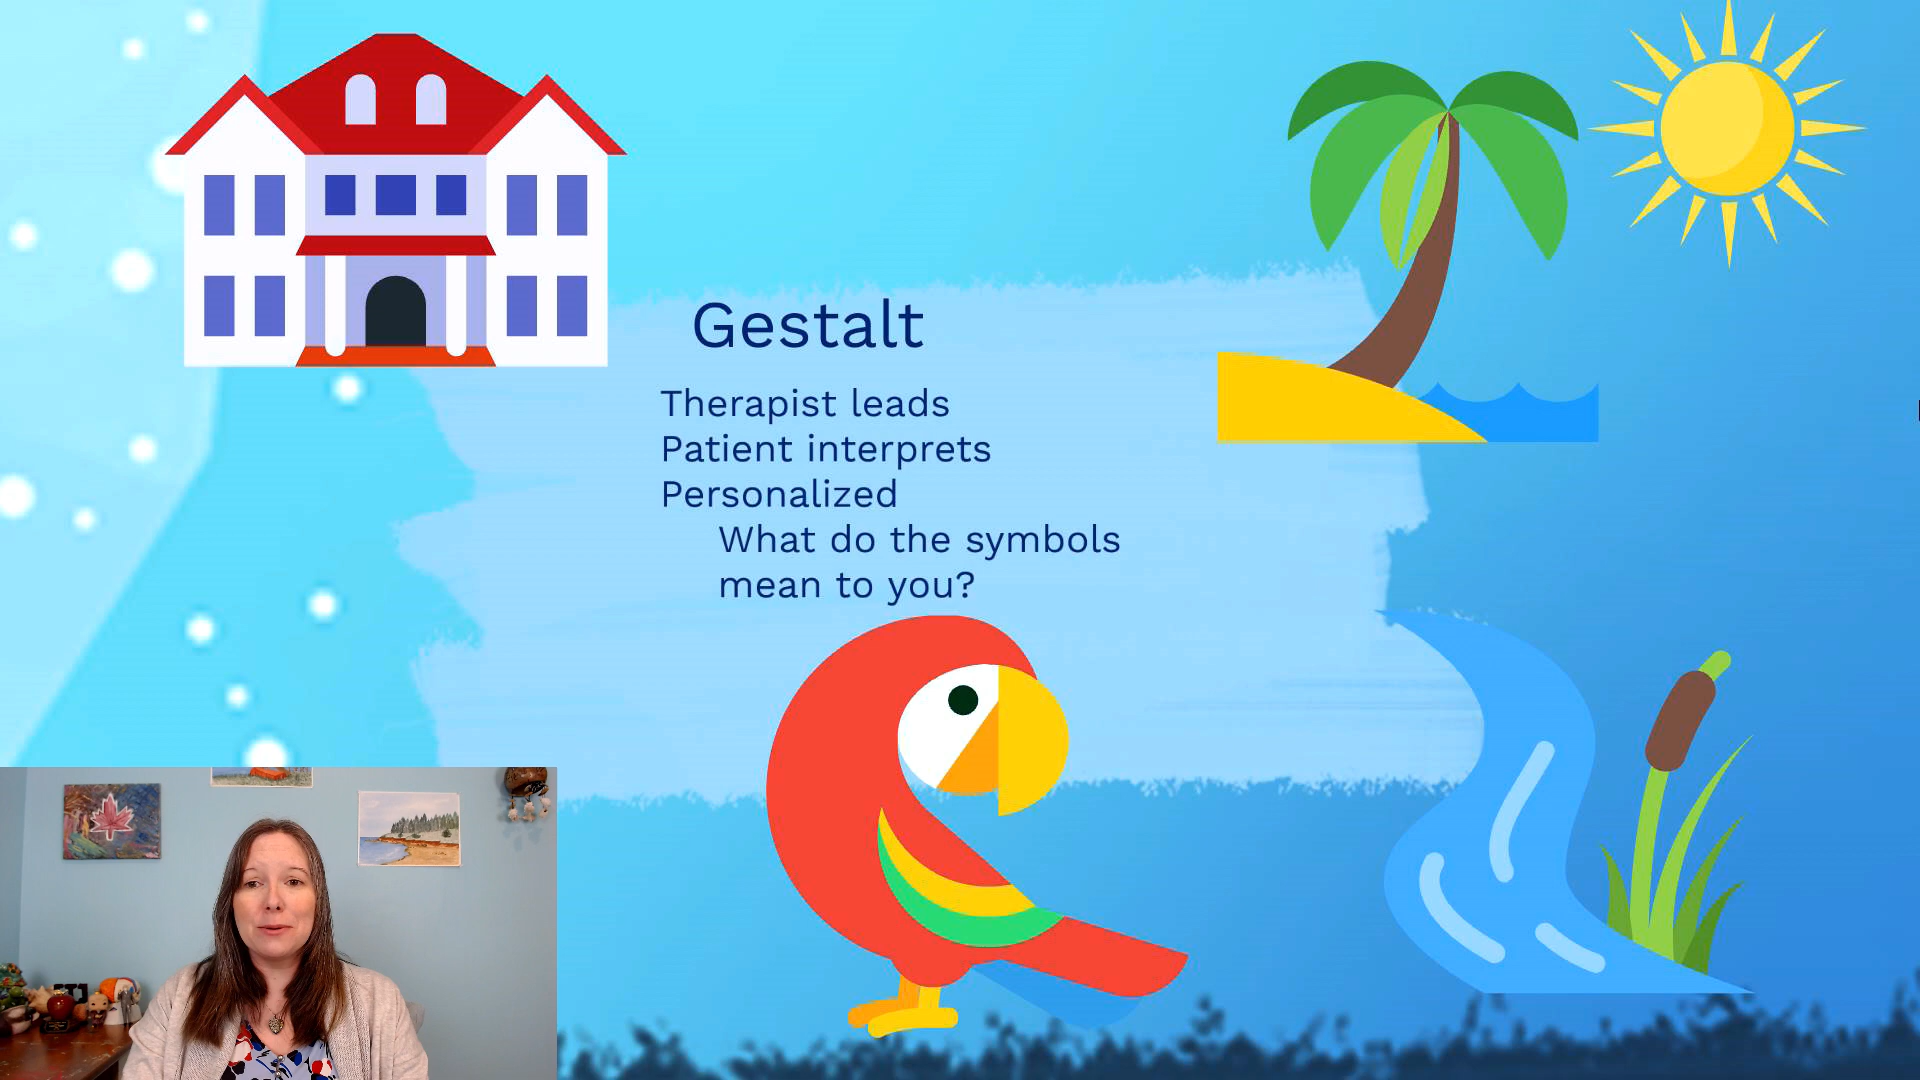 Gestalt
Therapist leads
Patient interprets
Personalized
What do the symbols
mean to you?